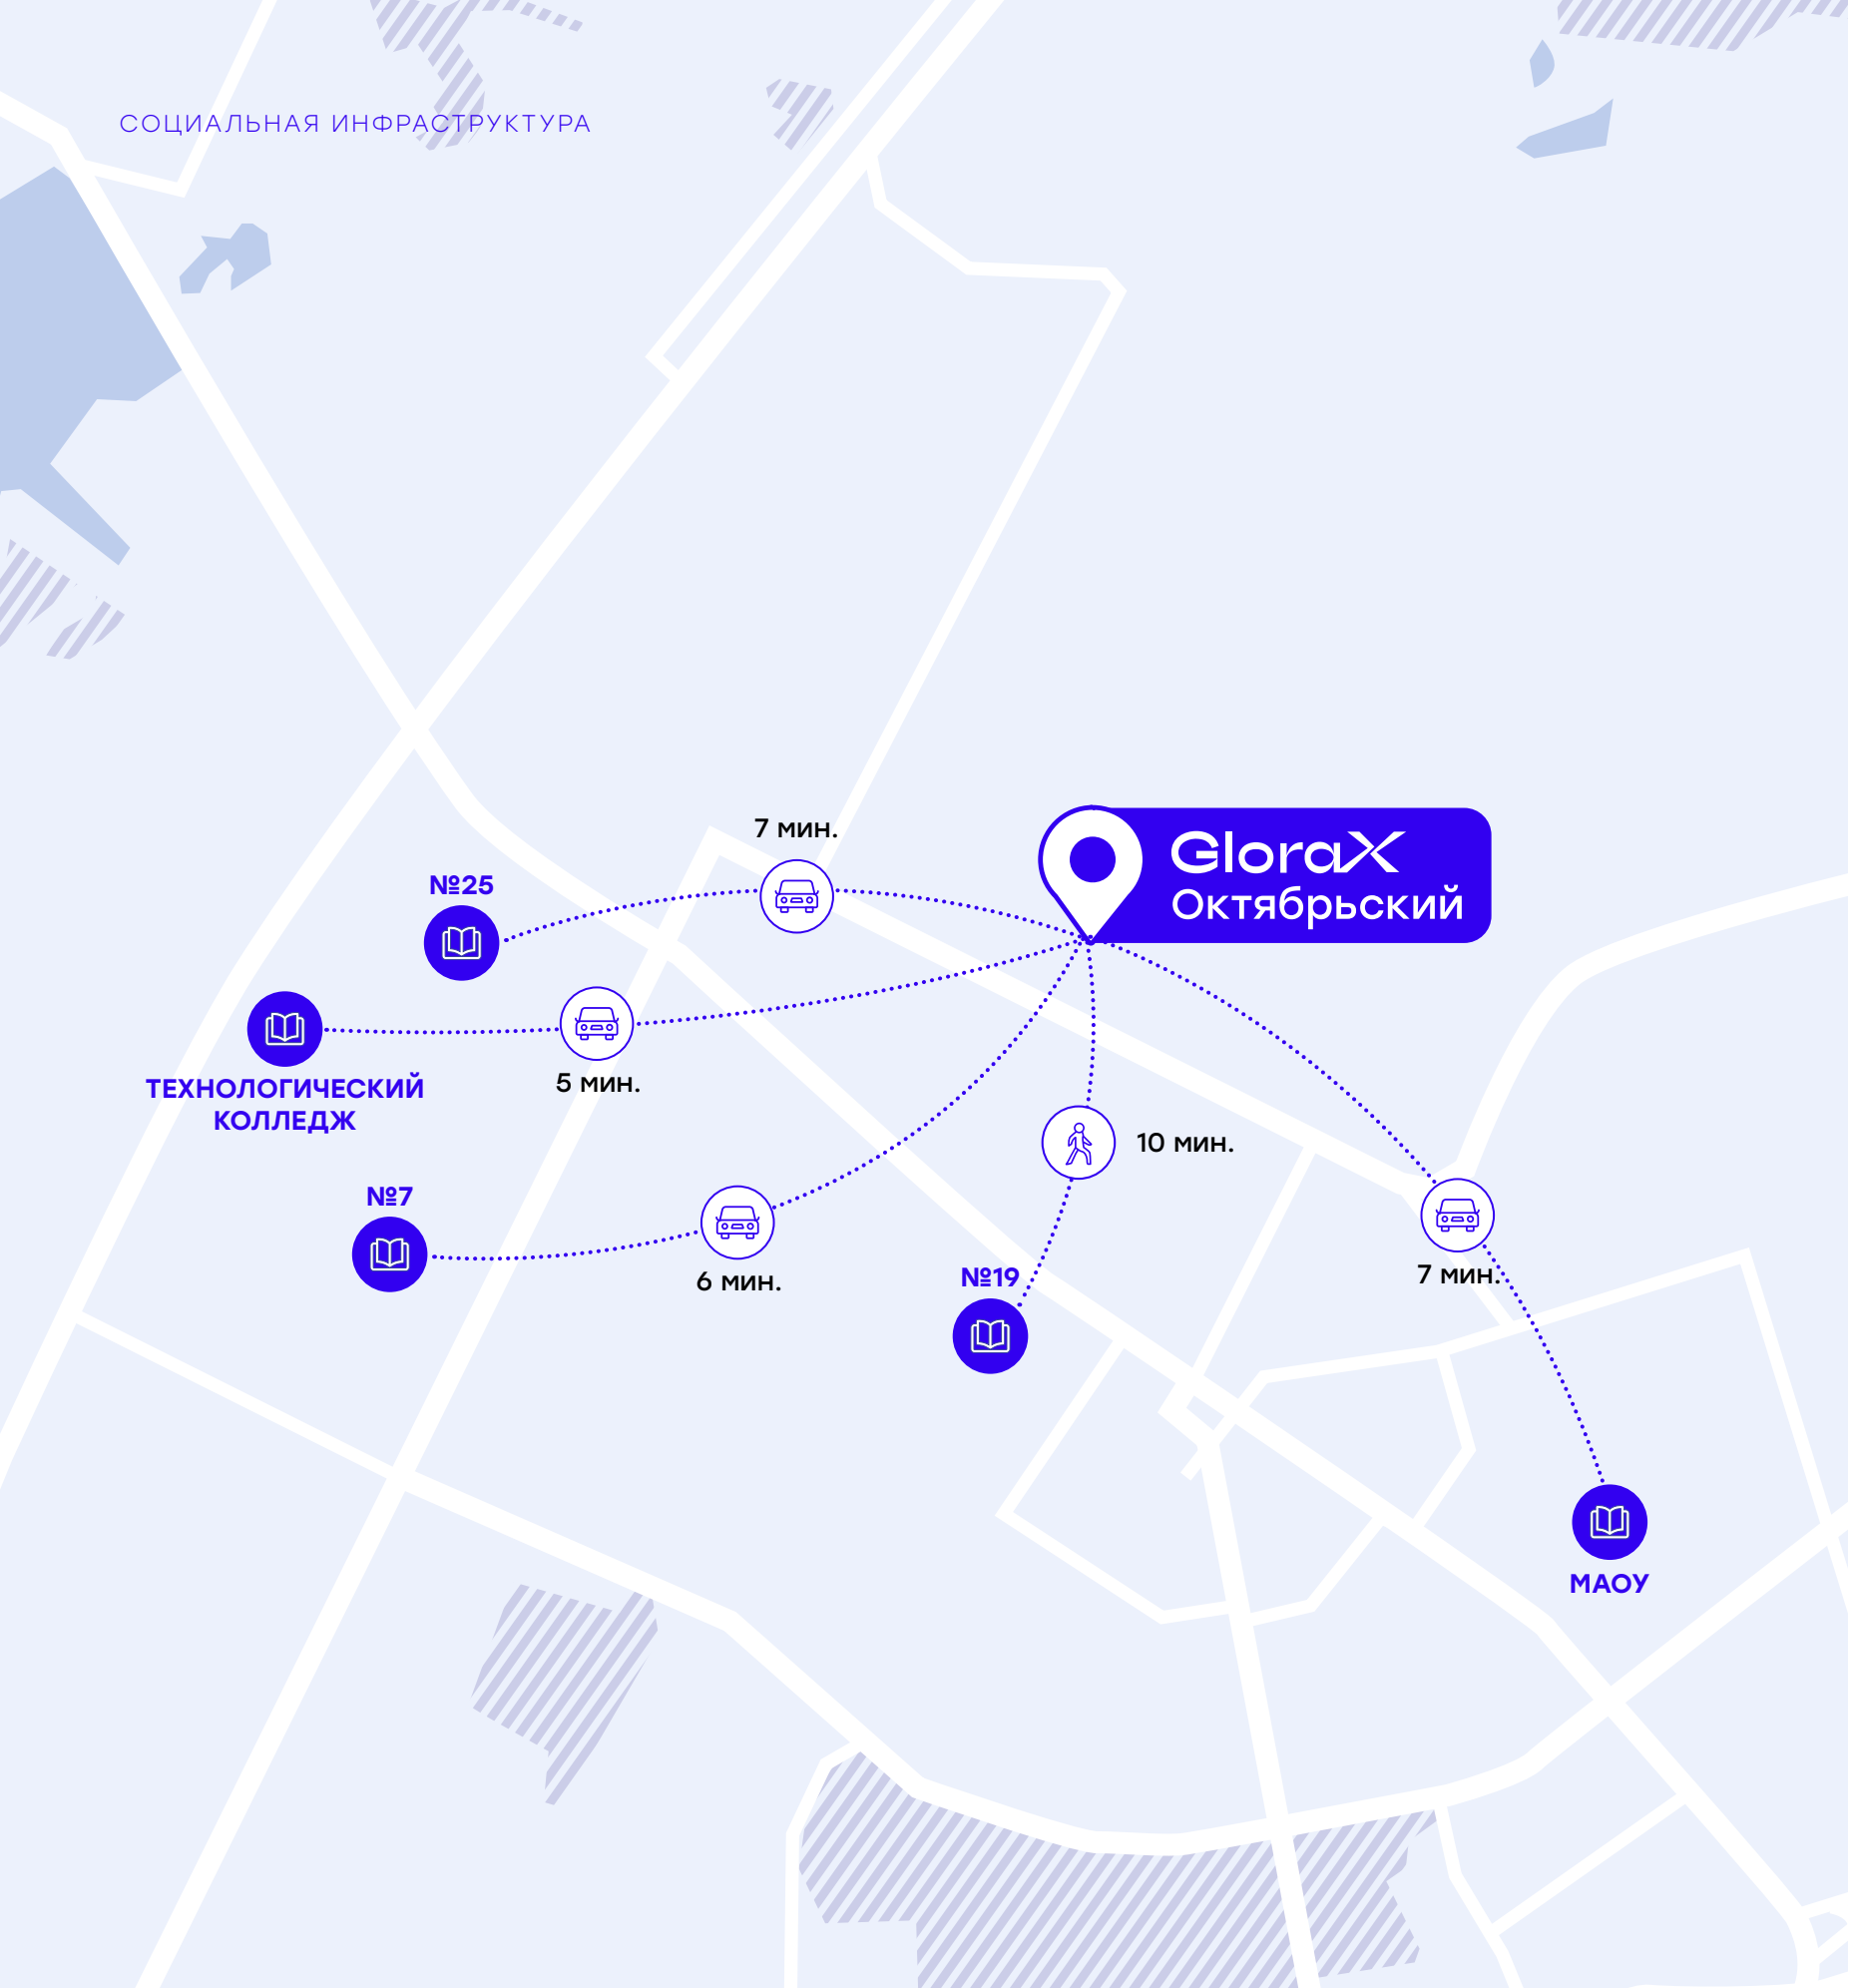 СОЦИАЛЬНАЯ ИНФРАСТРУКТУРА
7 мин.
GloraX
Октябрьский
№25
ТЕХНОЛОГИЧЕСКИЙ
КОЛЛЕДЖ
5 мин.
10 мин.
№7
6 мин.
№19
7 мин.
МАОУ